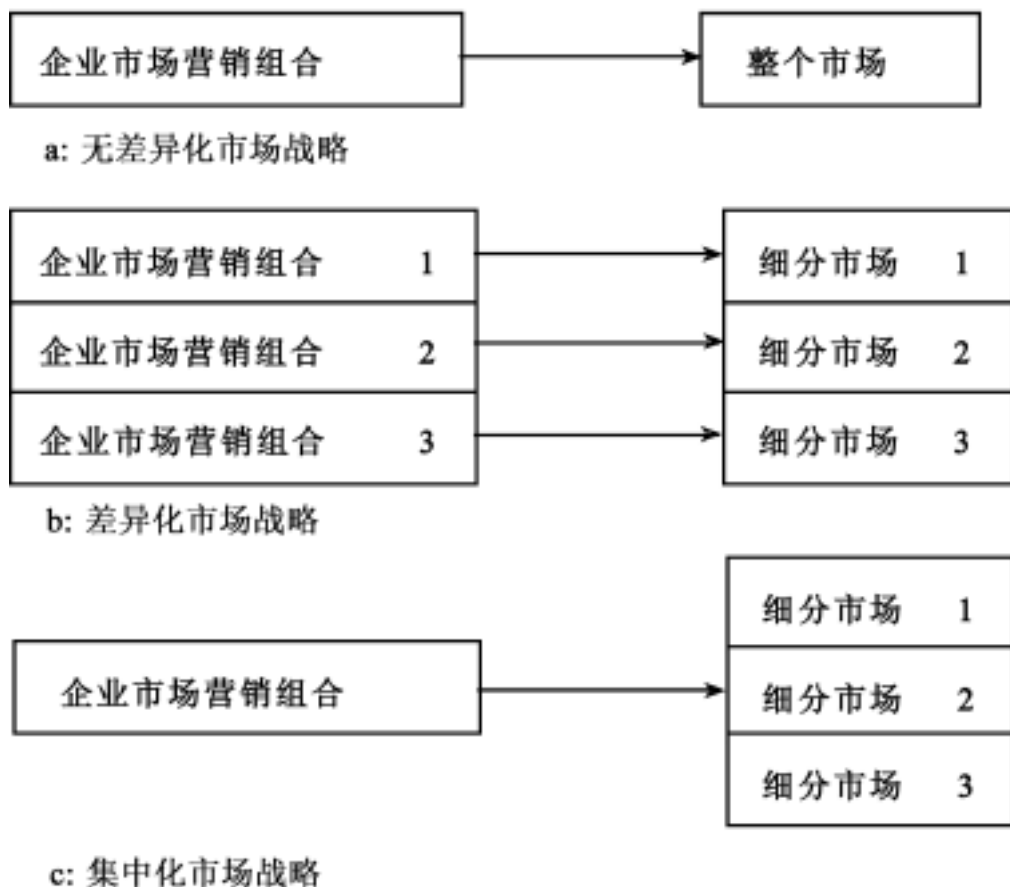 企业市场营销组合 整个市场
a: 无差异化市场战略
企业市场营销组合 1 细分市场 1
企业市场营销组合 2 细分市场 2
企业市场营销组合 3 细分市场 3
b: 差异化市场战略
细分市场 1
企业市场营销组合 细分市场 2
细分市场 3
c: 集中化市场战略